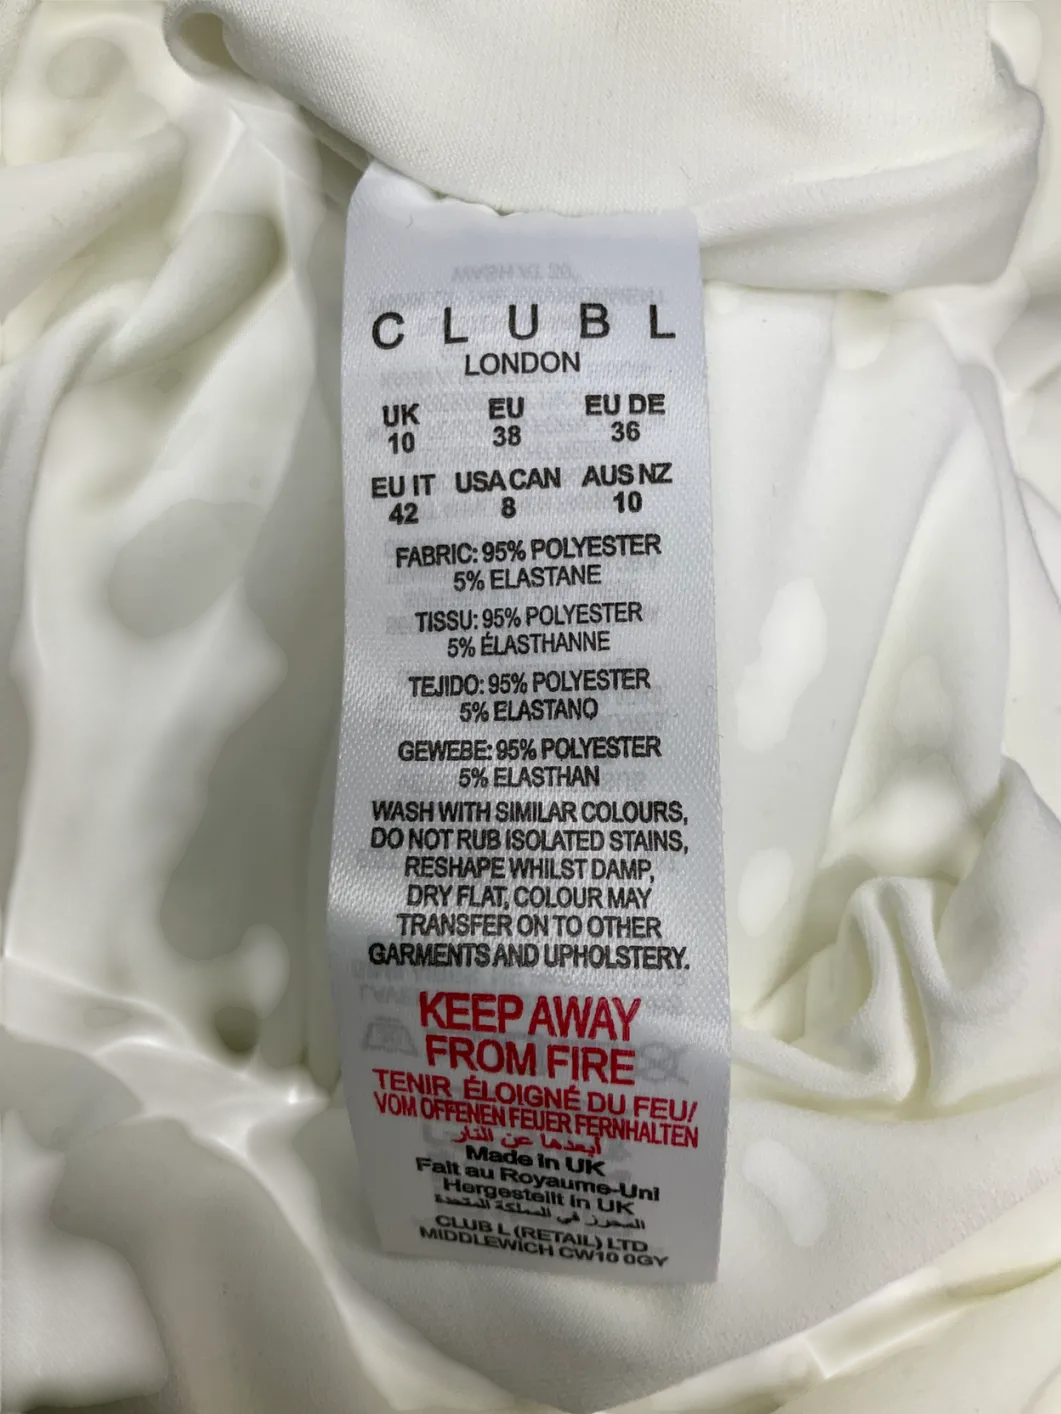 C L U B L
LONDON
UK EU EU DE
10 38 36
EU IT USA CAN AUS NZ
42 8 10
FABRIC: 95% POLYESTER
5% ELASTANE
TISSU: 95% POLYESTER
5% ÉLASTHANNE
TEJIDO: 95% POLYESTER
5% ELASTANO
GEWEBE: 95% POLYESTER
5% ELASTHAN
WASH WITH SIMILAR COLOURS,
DO NOT RUB ISOLATED STAINS,
RESHAPE WHILST DAMP,
DRY FLAT, COLOUR MAY
TRANSFER ON TO OTHER
GARMENTS AND UPHOLSTERY.
KEEP AWAY
FROM FIRE
TENIR ÉLOIGNÉ DU FEU/
VOM OFFENEN FEUER FERNHALTEN
أبعدها عن النار
Made in UK
Fait au Royaume-Uni
Hergestellt in UK
في المملكة المتحدة
CLUB L (RETAIL) LTD
MIDDLEWICH CW10 0GY